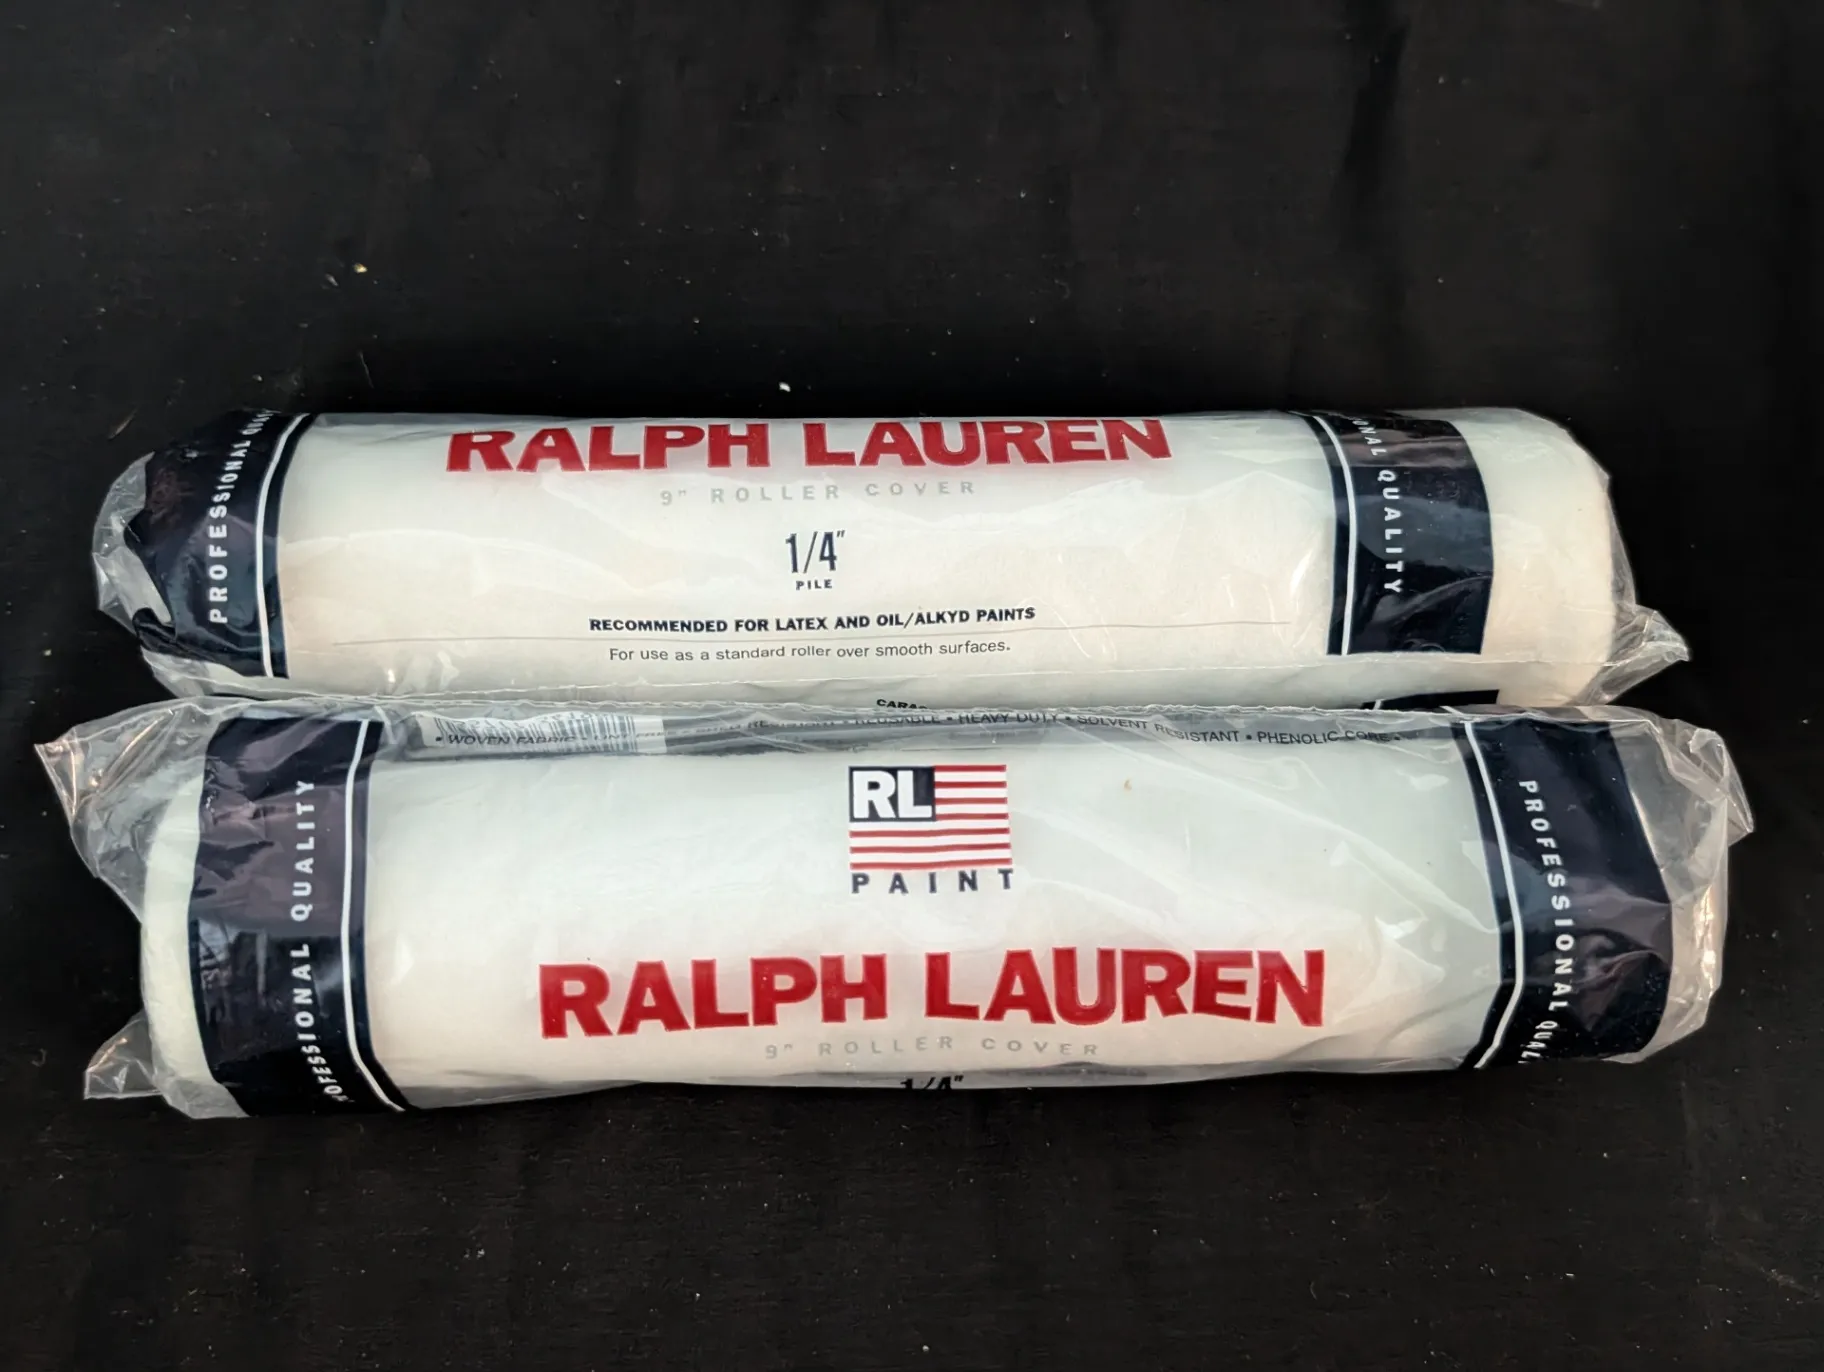 RALPH LAUREN
9" ROLLER COVER
1/4"
PILE
RECOMMENDED FOR LATEX AND OIL/ALKYD PAINTS
For use as a standard roller over smooth surfaces.
PROFESSIONAL
QUALITY
• WOVEN FABRIC • REUSABLE • HEAVY DUTY • SOLVENT RESISTANT • PHENOLIC CORE •
RL
PAINT
RALPH LAUREN
9" ROLLER COVER
1/4"
PROFESSIONAL QUALITY
PROFESSIONAL